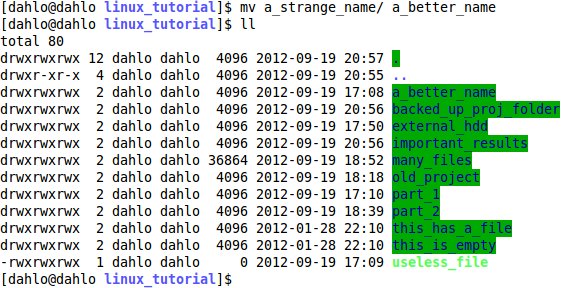 [dahlo@dahlo linux_tutorial]$ mv a_strange_name/ a_better_name
[dahlo@dahlo linux_tutorial]$ ll
total 80
drwxrwxrwx 12 dahlo dahlo  4096 2012-09-19 20:57 .
drwxr-xr-x  4 dahlo dahlo  4096 2012-09-19 20:55 ..
drwxrwxrwx  2 dahlo dahlo  4096 2012-09-19 17:08 a_better_name
drwxrwxrwx  2 dahlo dahlo  4096 2012-09-19 20:56 backed_up_proj_folder
drwxrwxrwx  2 dahlo dahlo  4096 2012-09-19 17:50 external_hdd
drwxrwxrwx  2 dahlo dahlo  4096 2012-09-19 20:56 important_results
drwxrwxrwx  2 dahlo dahlo 36864 2012-09-19 18:52 many_files
drwxrwxrwx  2 dahlo dahlo  4096 2012-09-19 18:18 old_project
drwxrwxrwx  2 dahlo dahlo  4096 2012-09-19 17:10 part_1
drwxrwxrwx  2 dahlo dahlo  4096 2012-09-19 18:39 part_2
drwxrwxrwx  2 dahlo dahlo  4096 2012-01-28 22:10 this_has_a_file
drwxrwxrwx  2 dahlo dahlo  4096 2012-01-28 22:10 this_is_empty
-rwxrwxrwx  1 dahlo dahlo     0 2012-09-19 17:09 useless_file
[dahlo@dahlo linux_tutorial]$